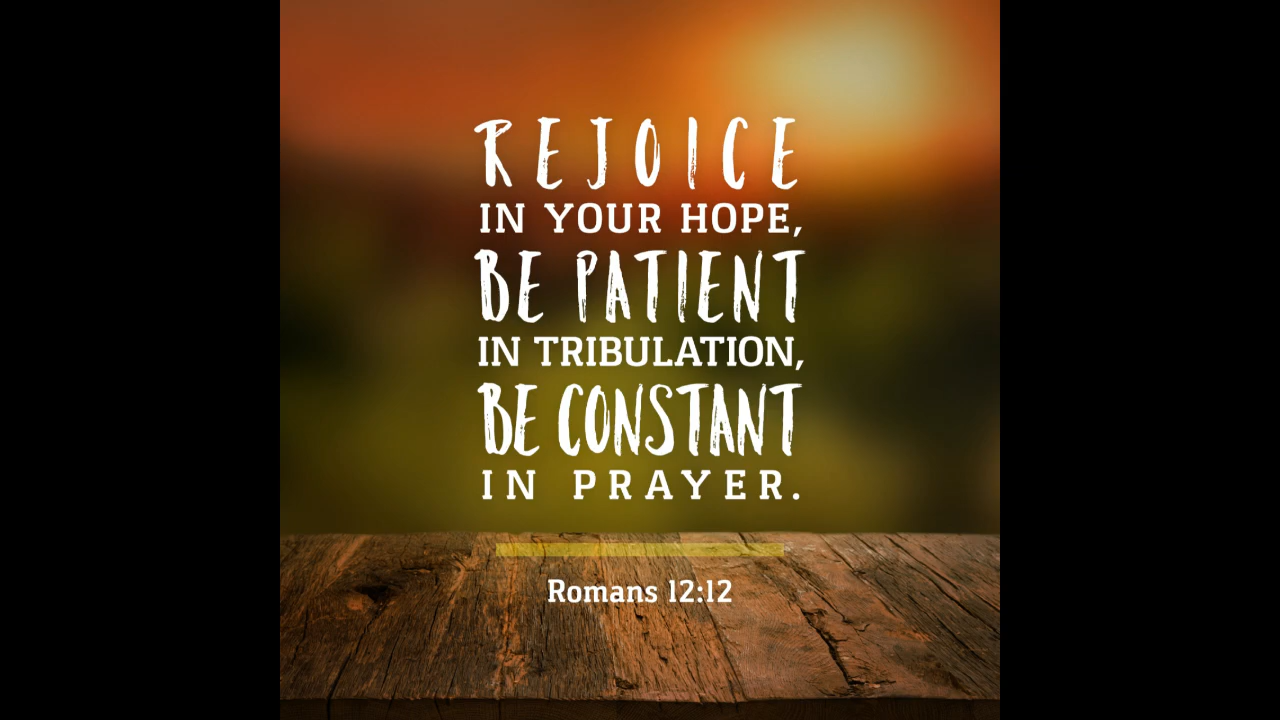 REJOICE
IN YOUR HOPE,
BE PATIENT
IN TRIBULATION,
BE CONSTANT
IN PRAYER.
Romans 12:12